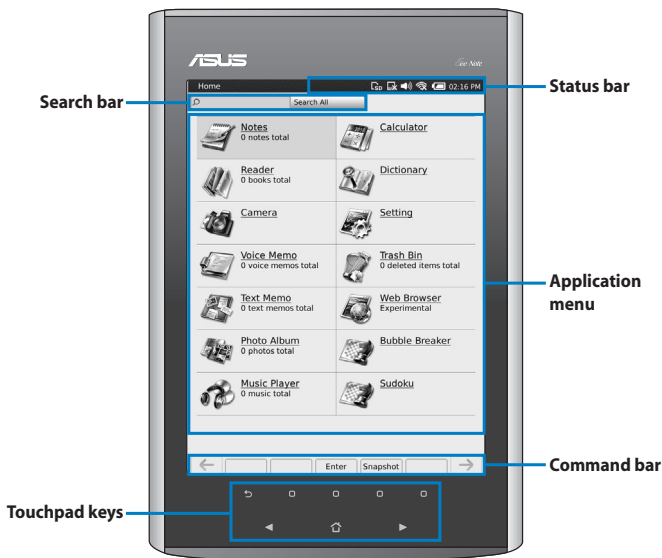 ASUS
Eee Note
Home
02:16 PM
Status bar
Search bar
Search All
Notes
0 notes total
Calculator
Reader
0 books total
Dictionary
Camera
Setting
Voice Memo
0 voice memos total
Trash Bin
0 deleted items total
Application
menu
Text Memo
0 text memos total
Web Browser
Experimental
Photo Album
0 photos total
Bubble Breaker
Music Player
0 music total
Sudoku
Enter
Snapshot
Command bar
Touchpad keys